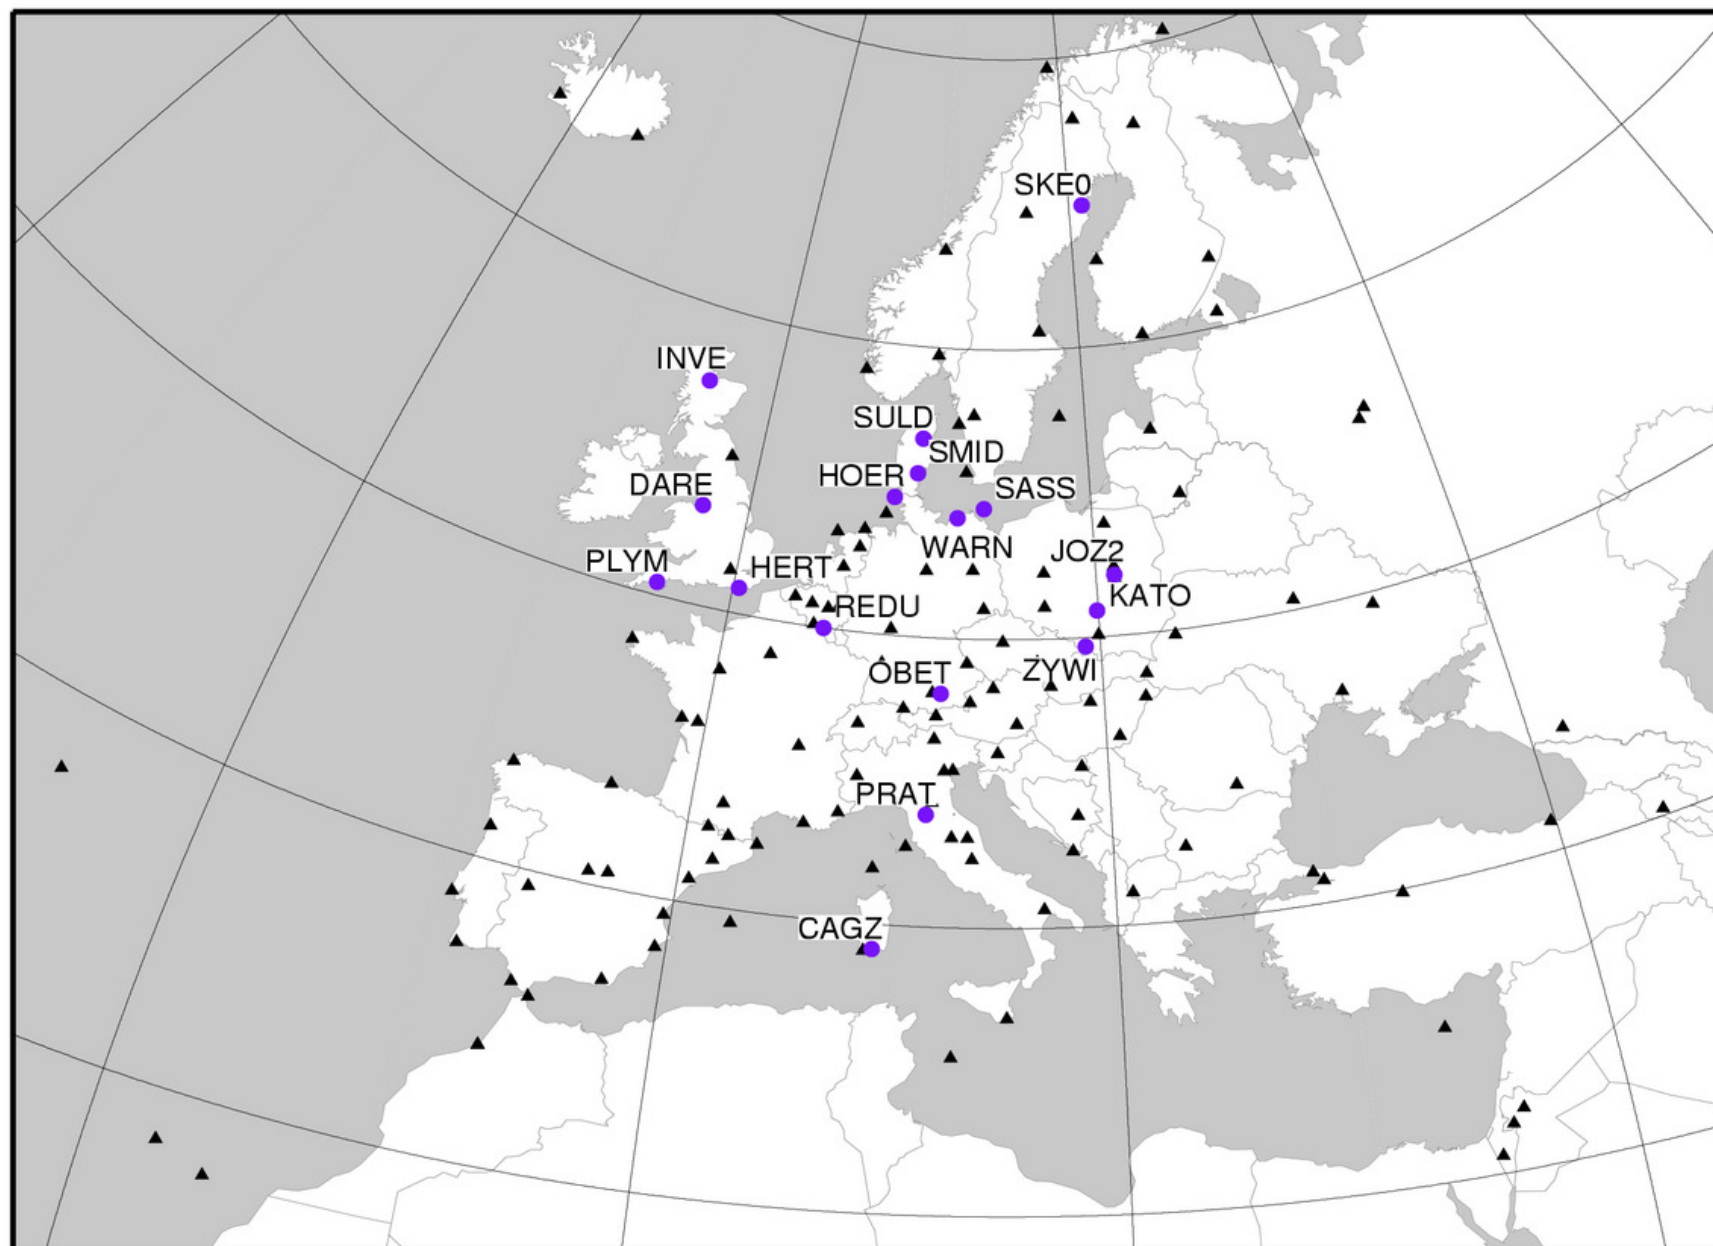 SKE0
INVE
SULD
SMID
HOER
DARE
SASS
WARN
JOZ2
PLYM
HERT
KATO
REDU
OBET
ZYWI
PRAT
CAGZ